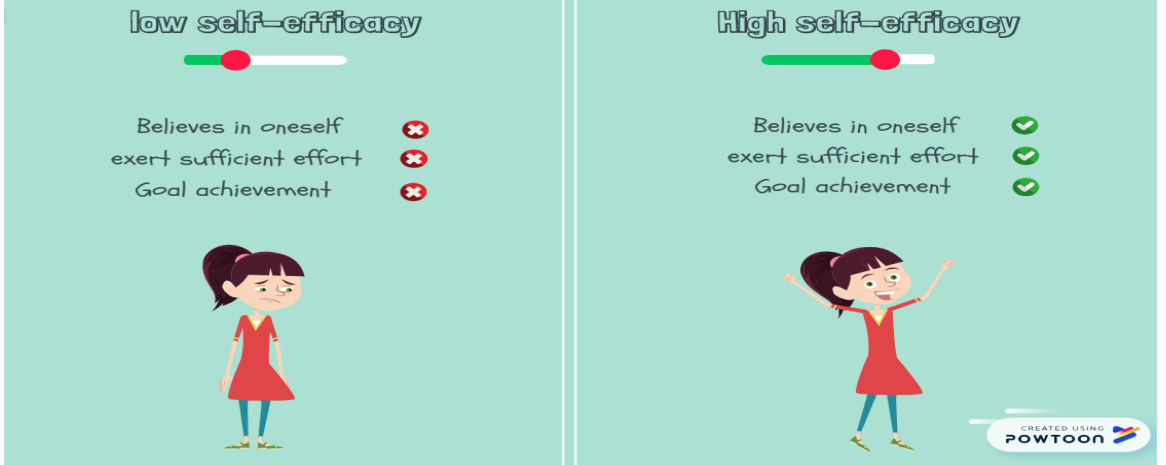 low self-efficacy
Believes in oneself
exert sufficient effort
Goal achievement
High self-efficacy
Believes in oneself
exert sufficient effort
Goal achievement
CREATED USING
POWTOON